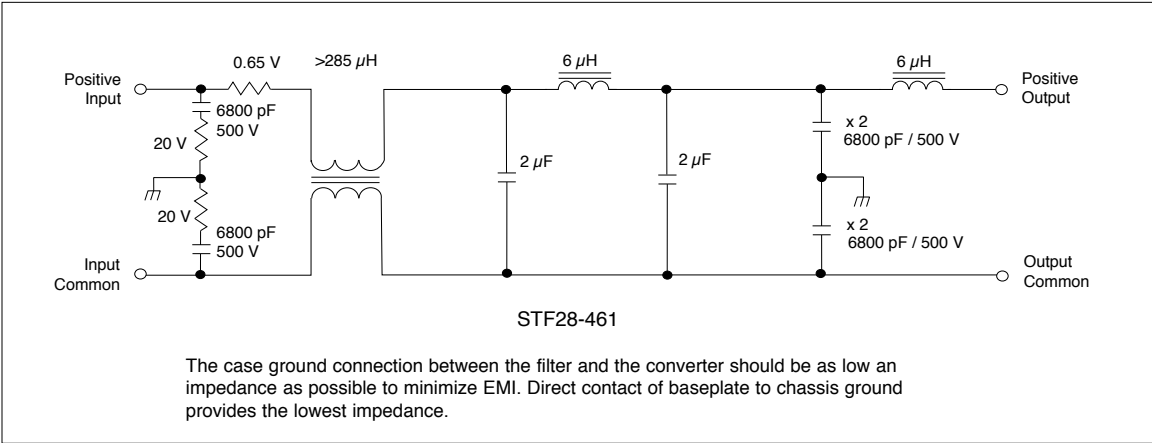 0.65 V
>285 µH
6 µH
6 µH
Positive
Input
Positive
Output
6800 pF
500 V
20 V
x 2
6800 pF / 500 V
2 µF
2 µF
20 V
6800 pF
500 V
x 2
6800 pF / 500 V
Input
Common
Output
Common
STF28-461
The case ground connection between the filter and the converter should be as low an
impedance as possible to minimize EMI. Direct contact of baseplate to chassis ground
provides the lowest impedance.